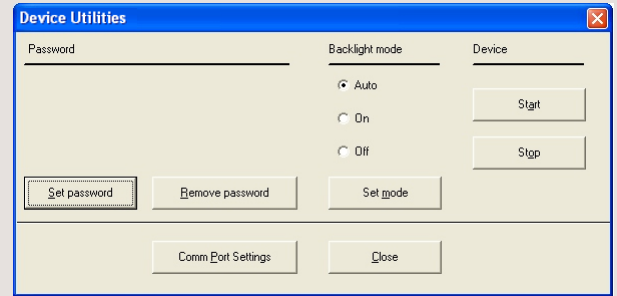 Device Utilities
Password
Backlight mode
Device
Auto
On
Off
Start
Stop
Set password
Remove password
Set mode
Comm Port Settings
Close